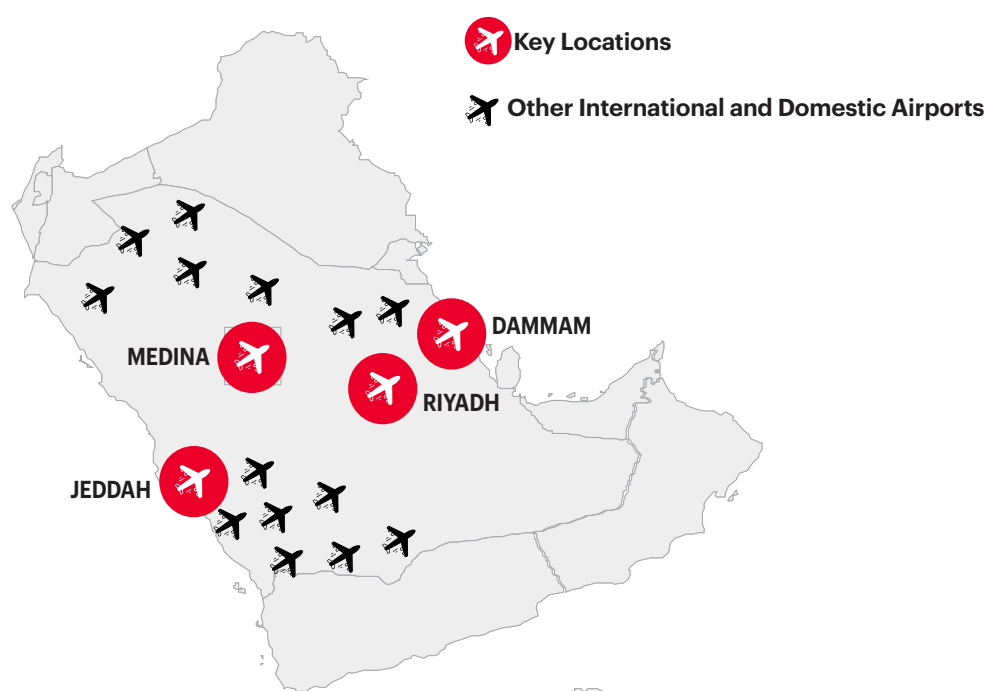 Key Locations
Other International and Domestic Airports
DAMMAM
MEDINA
RIYADH
JEDDAH